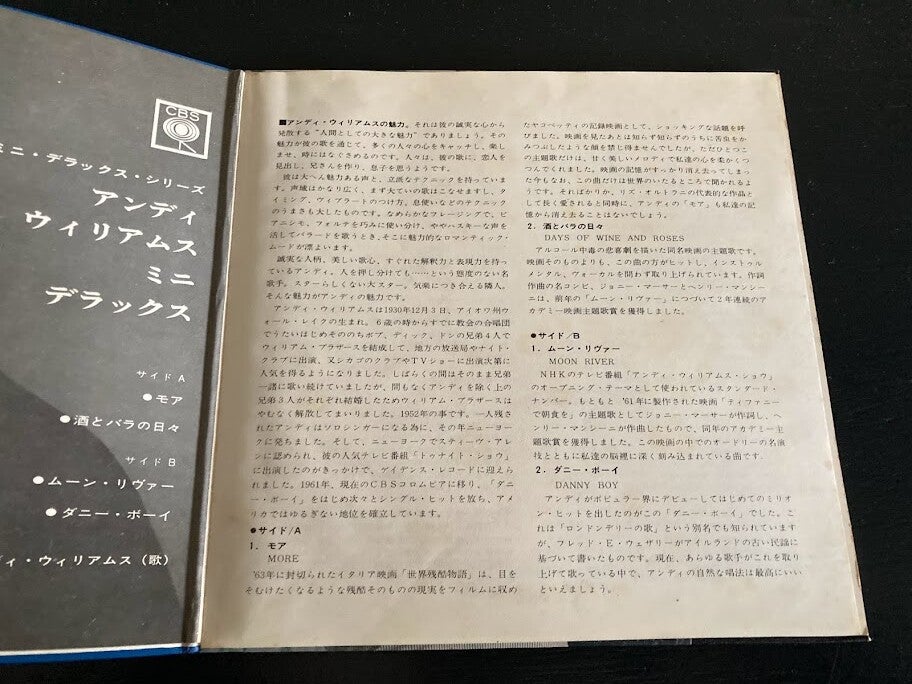 CBS
ミニ・デラックス・シリーズ
アンディ
ウィリアムス
ミニ
デラックス
サイド A
●モア
●酒とバラの日々
サイド B
●ムーン・リヴァー
●ダニー・ボーイ
ディ・ウィリアムス(歌)
■アンディ・ウィリアムスの魅力。それは彼の誠実な心から
発散する“人間としての大きな魅力”でありましょう。その
魅力が彼の歌を通じて、多くの人々の心をキャッチし、楽し
ませ、時にはなぐさめるのです。人々は、彼の歌に、恋人を
見出し、兄さんを作り、息子を思うようです。
彼は大へん魅力ある声と、立派なテクニックを持っていま
す。声域はかなり広く、まず大ていの歌はこなせますし、タ
イミング、ヴィブラートのつけ方、息使いなどのテクニック
のうまさも大したものです。なめらかなフレージングで、ピ
アニシモ、フォルテを巧みに使い分け、ややハスキーな声を
活してバラードを歌うとき、そこに魅力的なロマンティック・
ムードが漂よいます。
誠実な人柄、美しい歌心、すぐれた解釈力と表現力を持っ
ているアンディ。人を押し分けても……という態度のない名
歌手。スターらしくない大スター。気楽につき合える隣人。
そんな魅力がアンディの魅力です。
アンディ・ウィリアムスは1930年12月3日、アイオワ州ウ
ォール・レイクの生まれ。6歳の時からすでに教会の合唱団
でうたいはじめそののちボブ、ディック、ドンの兄弟4人で
ウィリアム・ブラザースを結成して、地方の放送局やナイト・
クラブに出演、又シカゴのクラブやTVショーに出演次第に
人気を得るようになりました。しばらくの間はそのまま兄弟
一諸に歌い続けていましたが、間もなくアンディを除く上の
兄弟3人がそれぞれ結婚したためウィリアム・ブラザースは
やむなく解散してしまいりました。1952年の事です。一人残さ
れたアンディはソロシンガーになる為に、その年ニューヨー
クに発ちました。そして、ニューヨークでスティーヴ・アレ
ンに認められ、彼の人気テレビ番組「トゥナイト・ショウ」
に出演したのがきっかけで、ケイデンス・レコードに迎えら
れました。1961年、現在のCBSコロムビアに移り、「ダニ
ー・ボーイ」をはじめ次々とシングル・ヒットを放ち、アメ
リカではゆるぎない地位を確立しています。
●サイド/A
1．モア
MORE
'63年に封切られたイタリア映画「世界残酷物語」は、目を
そむけたくなるような残酷そのものの現実をフィルムに収め
たヤコペッティの記録映画として、ショッキングな話題を呼
びました。映画を見たあとは知らず知らずのうちに苦虫をか
みつぶしたような顔を禁じ得ませんでしたが、ただひとつこ
の主題歌だけは、甘く美しいメロディで私達の心を柔かくつ
つんでくれました。映画の記憶がすっかり消え去ってしまっ
た今もなお、この曲だけが世界のいたるところで聞かれるよ
うです。そればかりか、リズ・オルトラニの代表的な作品と
して長く愛されると同時に、アンディの「モア」も私達の記
憶から消え去ることはないでしょう。
2．酒とバラの日々
DAYS OF WINE AND ROSES
アルコール中毒の悲喜劇を描いた同名映画の主題歌です。
映画そのものよりも、この曲の方がヒットし、インストゥル
メンタル、ヴォーカルを問わず取り上げられています。作詞
作曲の名コンビ、ジョニー・マーサーとヘンリー・マンシー
ニは、前年の「ムーン・リヴァー」につづいて2年連続のア
カデミー映画主題歌賞を獲得しました。
●サイド/B
1．ムーン・リヴァー
MOON RIVER
NHKのテレビ番組「アンディ・ウィリアムス・ショウ」
のオープニング・テーマとして使われているスタンダード・
ナンバー。もともと'61年に製作された映画「ティファニー
で朝食を」の主題歌としてジョニー・マーサーが作詞し、ヘ
ンリー・マンシーニが作曲したもので、同年のアカデミー主
題歌賞を獲得しました。この映画の中でのオードリーの名演
技とともに私達の脳裡に深く刻み込まれている曲です。
2．ダニー・ボーイ
DANNY BOY
アンディがポピュラー界にデビューしてはじめてのミリオ
ン・ヒットを出したのがこの「ダニー・ボーイ」でした。こ
れは「ロンドンデリーの歌」という別名でも知られています
が、フレッド・E・ウェザリーがアイルランドの古い民謡に
基づいて書いたものです。現在、あらゆる歌手がこれを取り
上げて歌っている中で、アンディの自然な唱法は最高にいい
といえましょう。